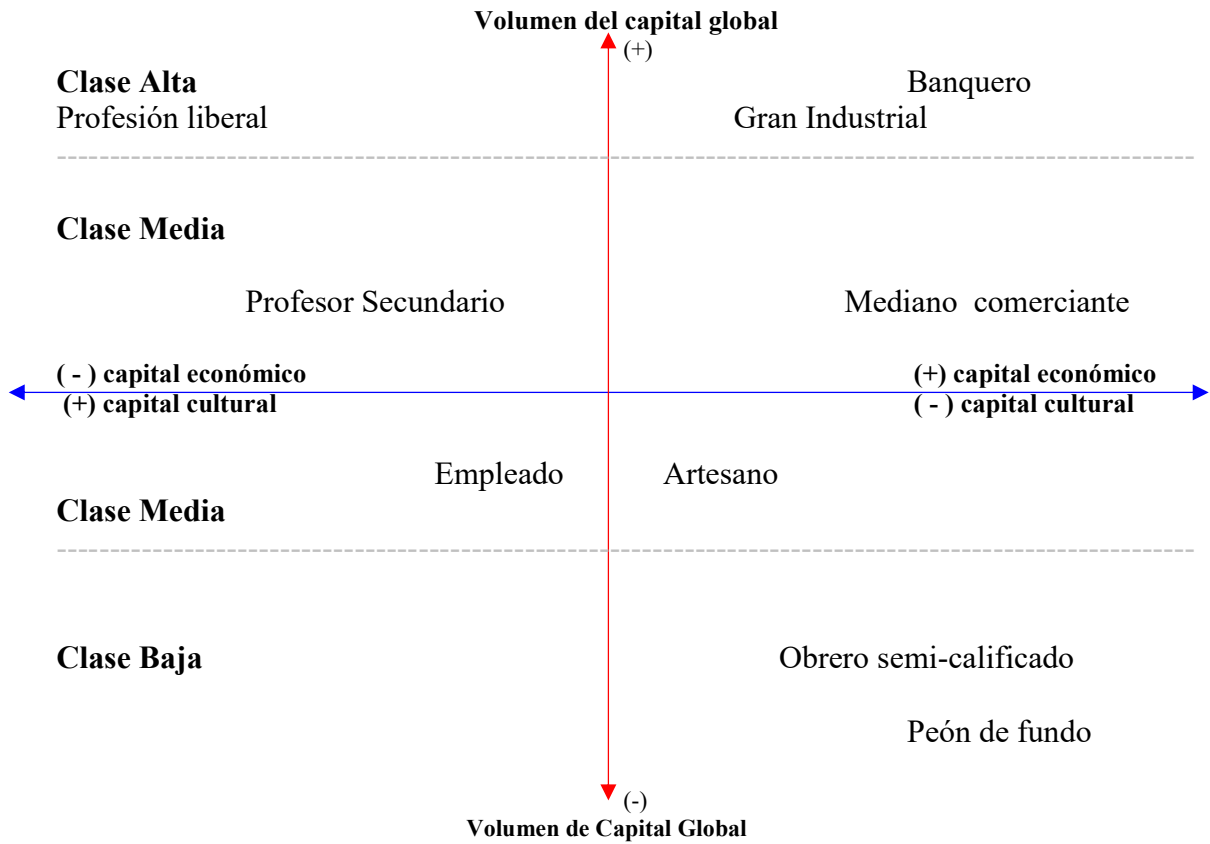 Volumen del capital global
(+)
Clase Alta
Banquero
Profesión liberal
Gran Industrial
Clase Media
Profesor Secundario
Mediano comerciante
( - ) capital económico
(+) capital económico
(+) capital cultural
( - ) capital cultural
Empleado
Artesano
Clase Media
Clase Baja
Obrero semi-calificado
Peón de fundo
(-)
Volumen de Capital Global